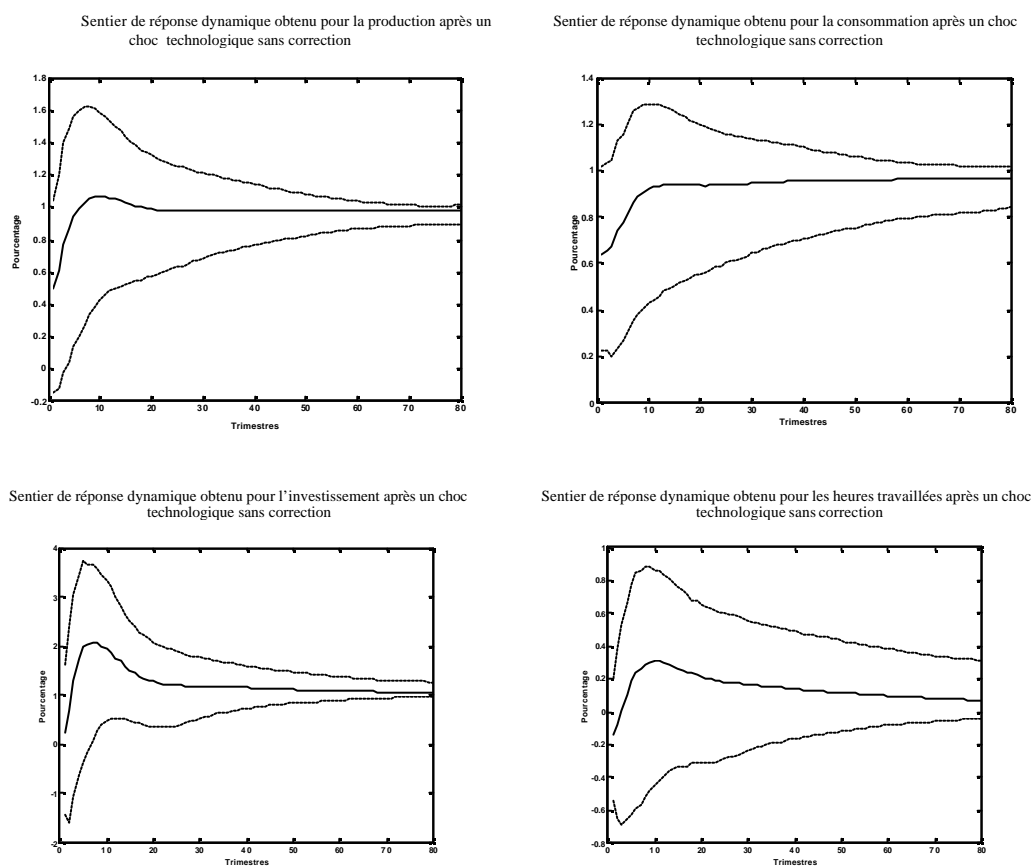 Sentier de réponse dynamique obtenu pour la production après un
choc technologique sans correction
1.8
1.6
1.4
1.2
1
0.8
0.6
0.4
0.2
0
-0.2
Pourcentage
0 10 20 30 40 50 60 70 80
Trimestres
Sentier de réponse dynamique obtenu pour la consommation après un choc
technologique sans correction
1.4
1.2
1
0.8
0.6
0.4
0.2
0
Pourcentage
0 10 20 30 40 50 60 70 80
Trimestres
Sentier de réponse dynamique obtenu pour l'investissement après un choc
technologique sans correction
4
3
2
1
0
-1
-2
Pourcentage
0 10 20 30 40 50 60 70 80
Trimestres
Sentier de réponse dynamique obtenu pour les heures travaillées après un choc
technologique sans correction
1
0.8
0.6
0.4
0.2
0
-0.2
-0.4
-0.6
-0.8
Pourcentage
0 10 20 30 40 50 60 70 80
Trimestres